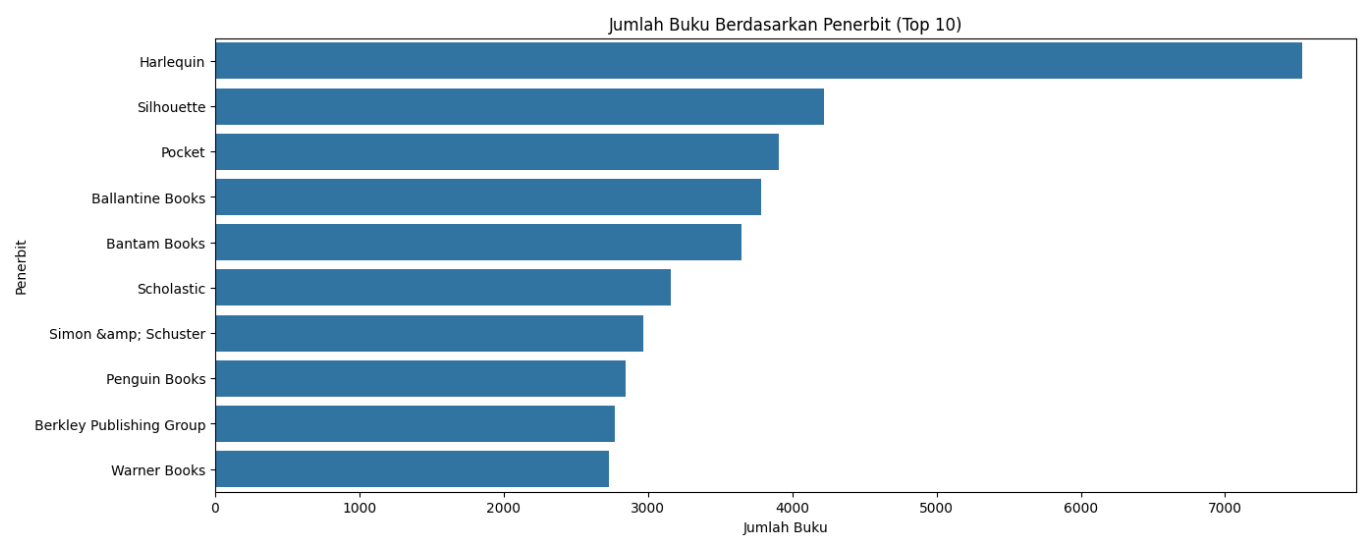 Jumlah Buku Berdasarkan Penerbit (Top 10)
Penerbit
Harlequin
Silhouette
Pocket
Ballantine Books
Bantam Books
Scholastic
Simon &amp; Schuster
Penguin Books
Berkley Publishing Group
Warner Books
0 1000 2000 3000 4000 5000 6000 7000
Jumlah Buku